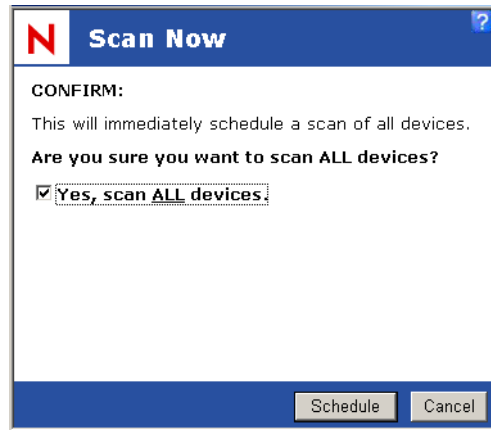 N Scan Now ?
CONFIRM:
This will immediately schedule a scan of all devices.
Are you sure you want to scan ALL devices?
Yes, scan ALL devices.
Schedule Cancel